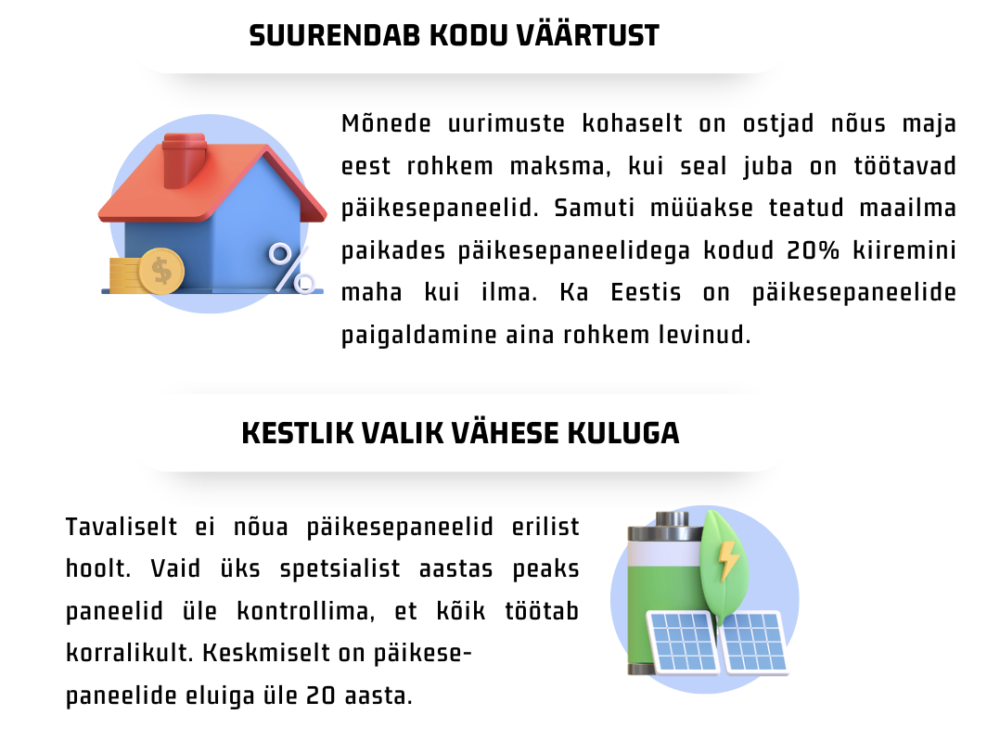 SUURENDAB KODU VÄÄRTUST
Mõnede uurimuste kohaselt on ostjad nõus maja
eest rohkem maksma, kui seal juba on töötavad
päikesepaneelid. Samuti müüakse teatud maailma
paikades päikesepaneelidega kodud 20% kiiremini
maha kui ilma. Ka Eestis on päikesepaneelide
paigaldamine aina rohkem levinud.
$
%
KESTLIK VALIK VÄHESE KULUGA
Tavaliselt ei nõua päikesepaneelid erilist
hoolt. Vaid üks spetsialist aastas peaks
paneelid üle kontrollima, et kõik töötab
korralikult. Keskmiselt on päikese-
paneelide eluiga üle 20 aasta.